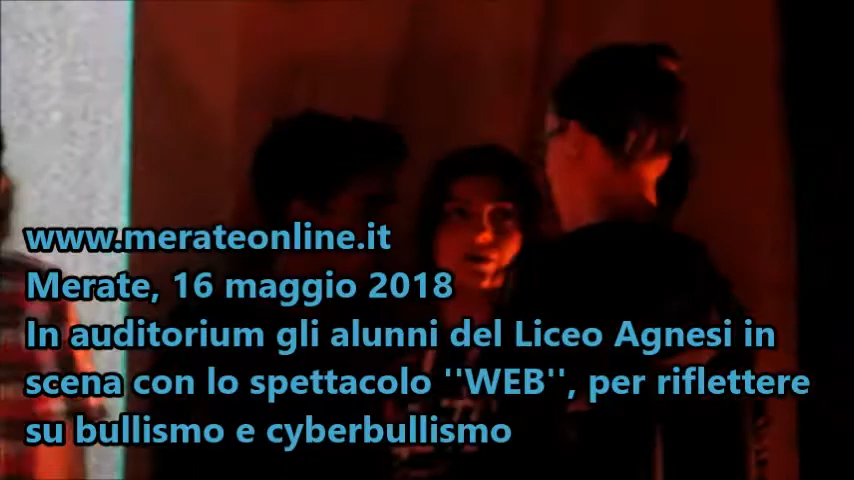 www.merateonline.it
Merate, 16 maggio 2018
In auditorium gli alunni del Liceo Agnesi in
scena con lo spettacolo ''WEB'', per riflettere
su bullismo e cyberbullismo